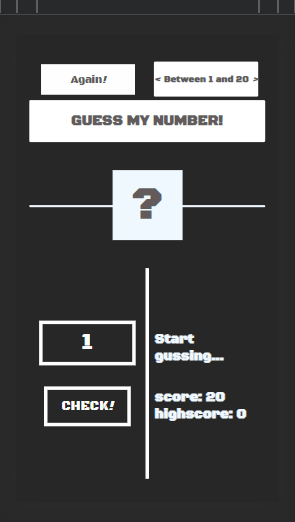 Again!
< Between 1 and 20 >
GUESS MY NUMBER!
?
1
Start
gussing...
CHECK!
score: 20
highscore: 0